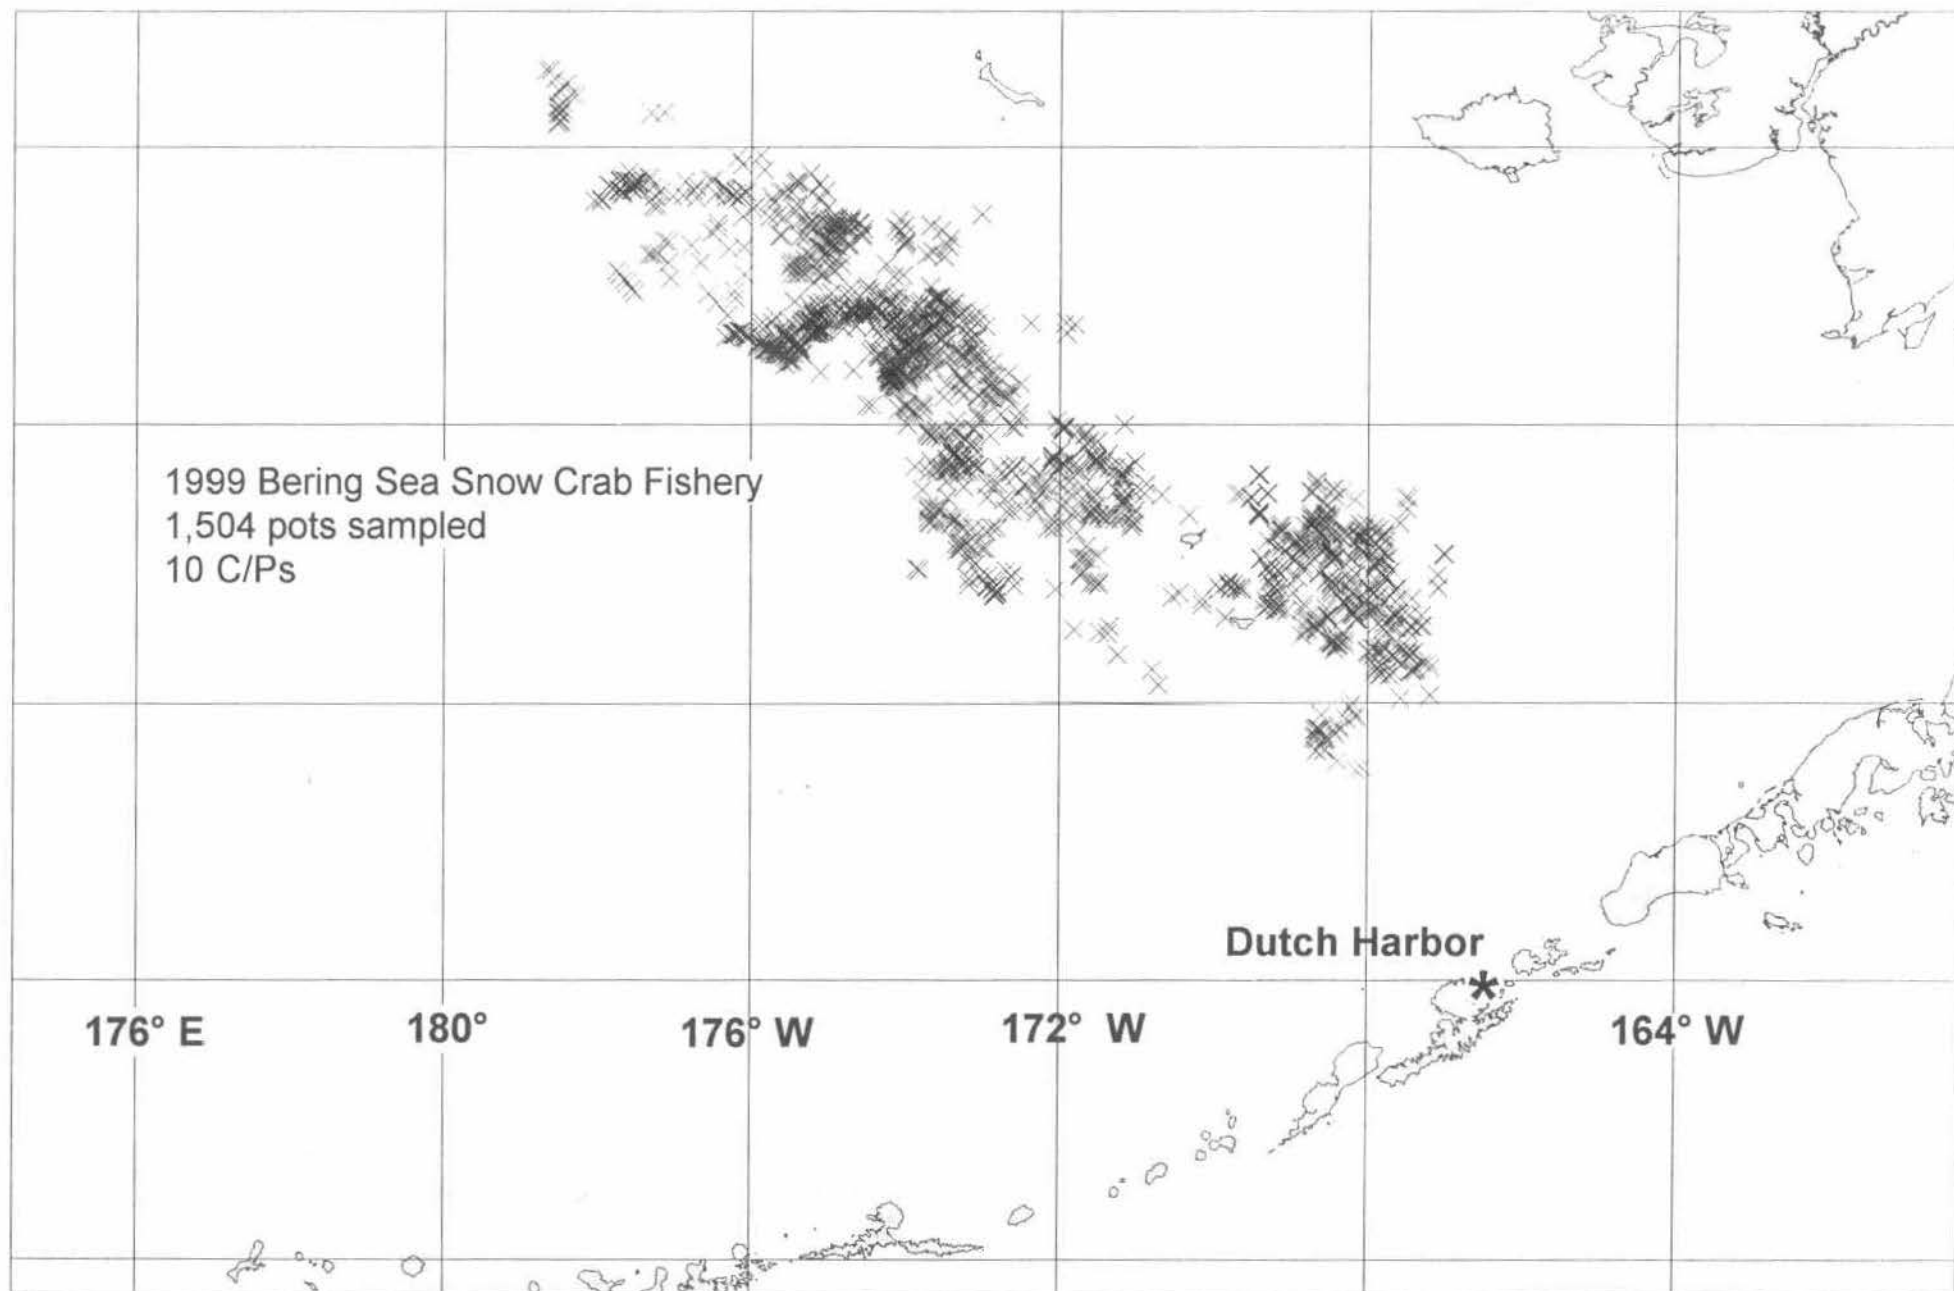 1999 Bering Sea Snow Crab Fishery
1,504 pots sampled
10 C/Ps
Dutch Harbor
176° E 180° 176° W 172° W 164° W